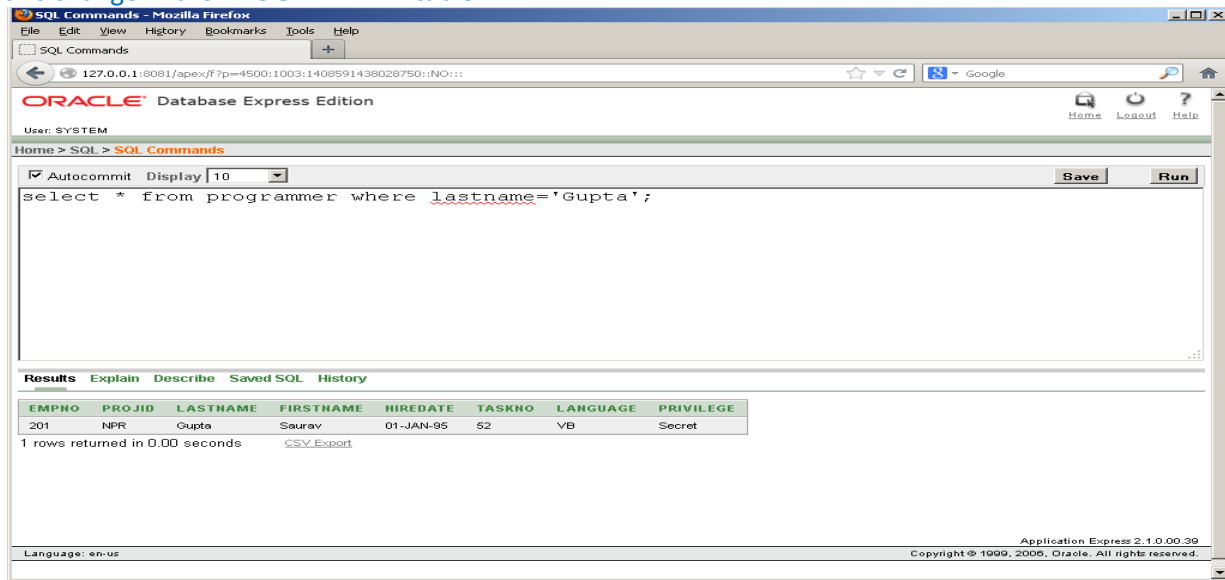 SQL Commands - Mozilla Firefox
File Edit View History Bookmarks Tools Help
SQL Commands +
127.0.0.1:8081/apex/f?p=4500:1003:1408591438028750::NO::: Google
ORACLE Database Express Edition
Home Logout Help
User: SYSTEM
Home > SQL > SQL Commands
Autocommit Display 10 Save Run
select * from programmer where lastname='Gupta';
Results Explain Describe Saved SQL History
EMPNO PROJID LASTNAME FIRSTNAME HIREDATE TASKNO LANGUAGE PRIVILEGE
201 NPR Gupta Saurav 01-JAN-95 52 VB Secret
1 rows returned in 0.00 seconds CSV Export
Application Express 2.1.0.00.39
Language: en-us Copyright © 1999, 2006, Oracle. All rights reserved.